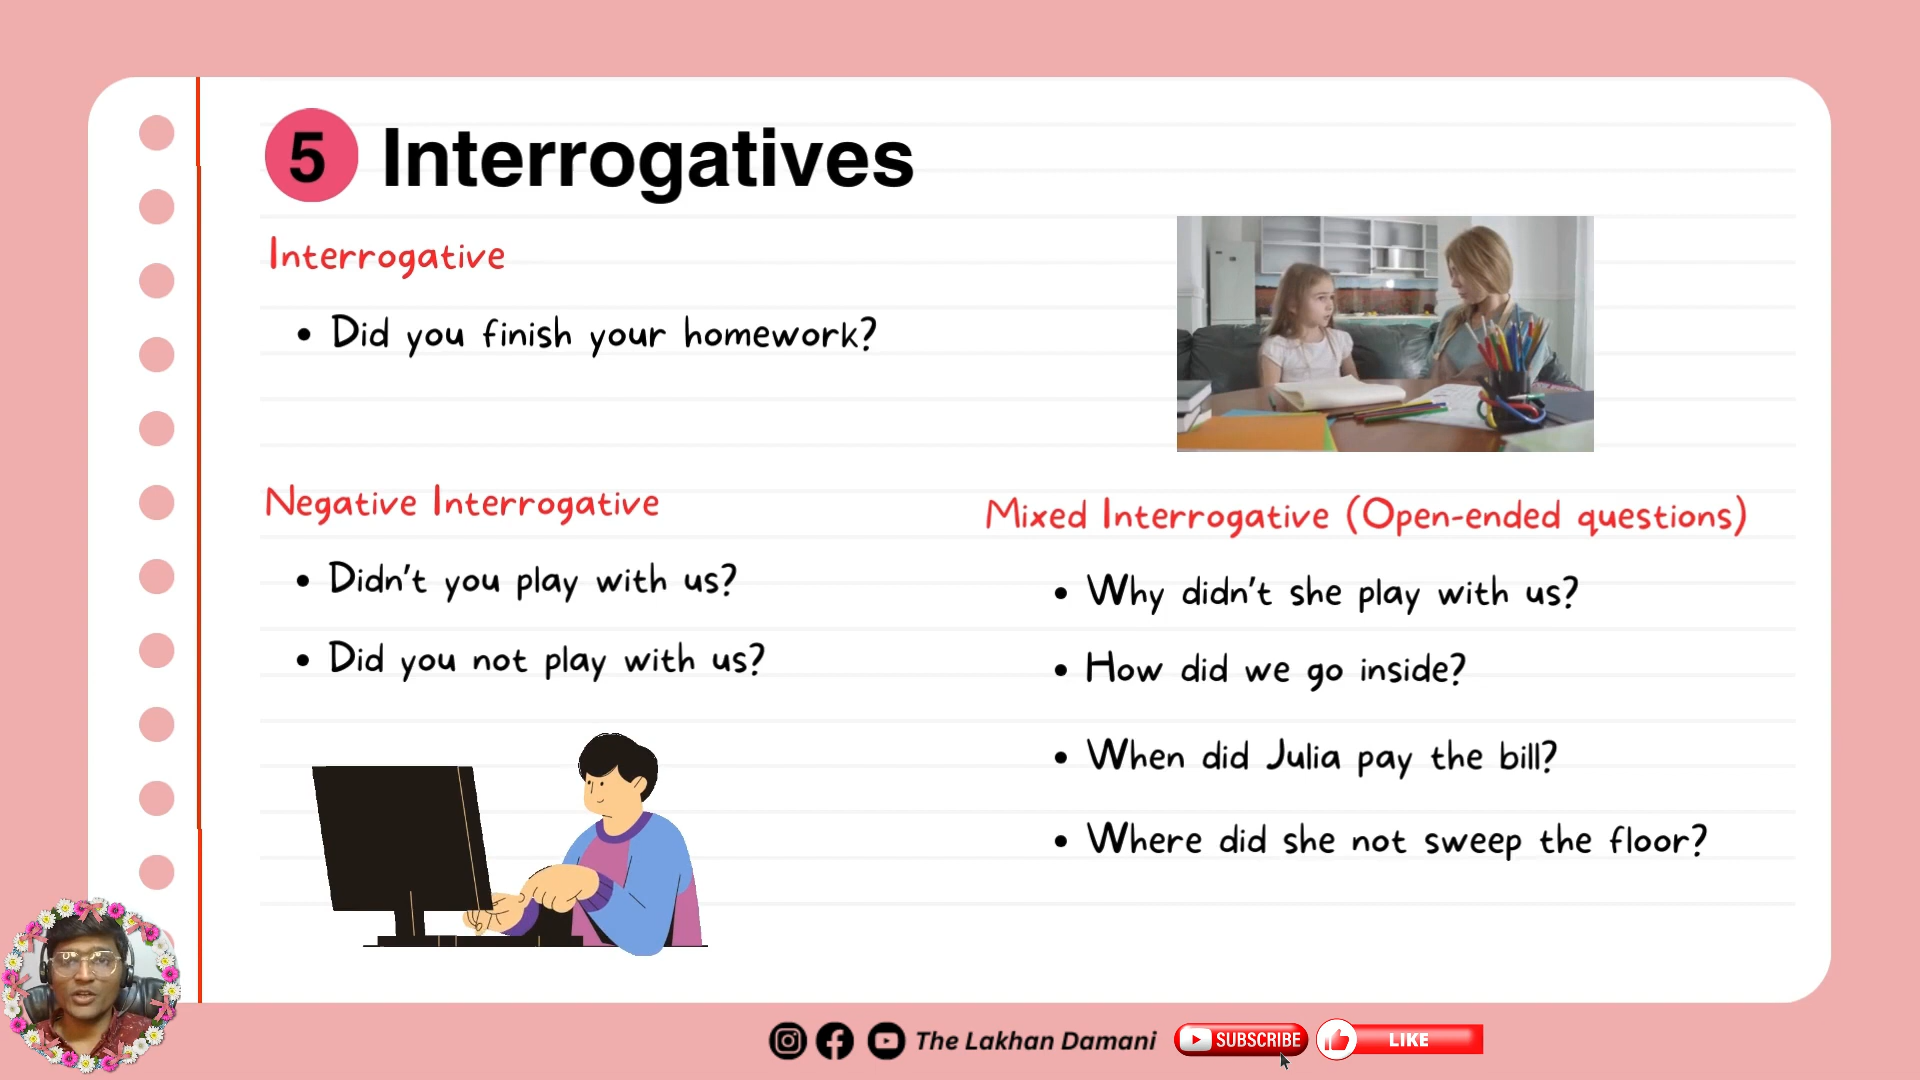 5 Interrogatives
Interrogative
• Did you finish your homework?
Negative Interrogative
• Didn't you play with us?
• Did you not play with us?
Mixed Interrogative (Open-ended questions)
• Why didn't she play with us?
• How did we go inside?
• When did Julia pay the bill?
• Where did she not sweep the floor?
The Lakhan Damani SUBSCRIBE LIKE